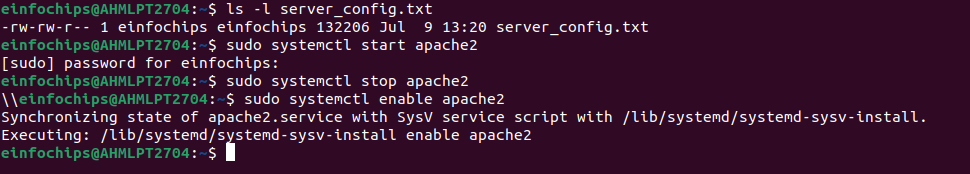 einfochips@AHMLPT2704:~$ ls -l server_config.txt
-rw-rw-r-- 1 einfochips einfochips 132206 Jul  9 13:20 server_config.txt
einfochips@AHMLPT2704:~$ sudo systemctl start apache2
[sudo] password for einfochips:
einfochips@AHMLPT2704:~$ sudo systemctl stop apache2
\\einfochips@AHMLPT2704:~$ sudo systemctl enable apache2
Synchronizing state of apache2.service with SysV service script with /lib/systemd/systemd-sysv-install.
Executing: /lib/systemd/systemd-sysv-install enable apache2
einfochips@AHMLPT2704:~$